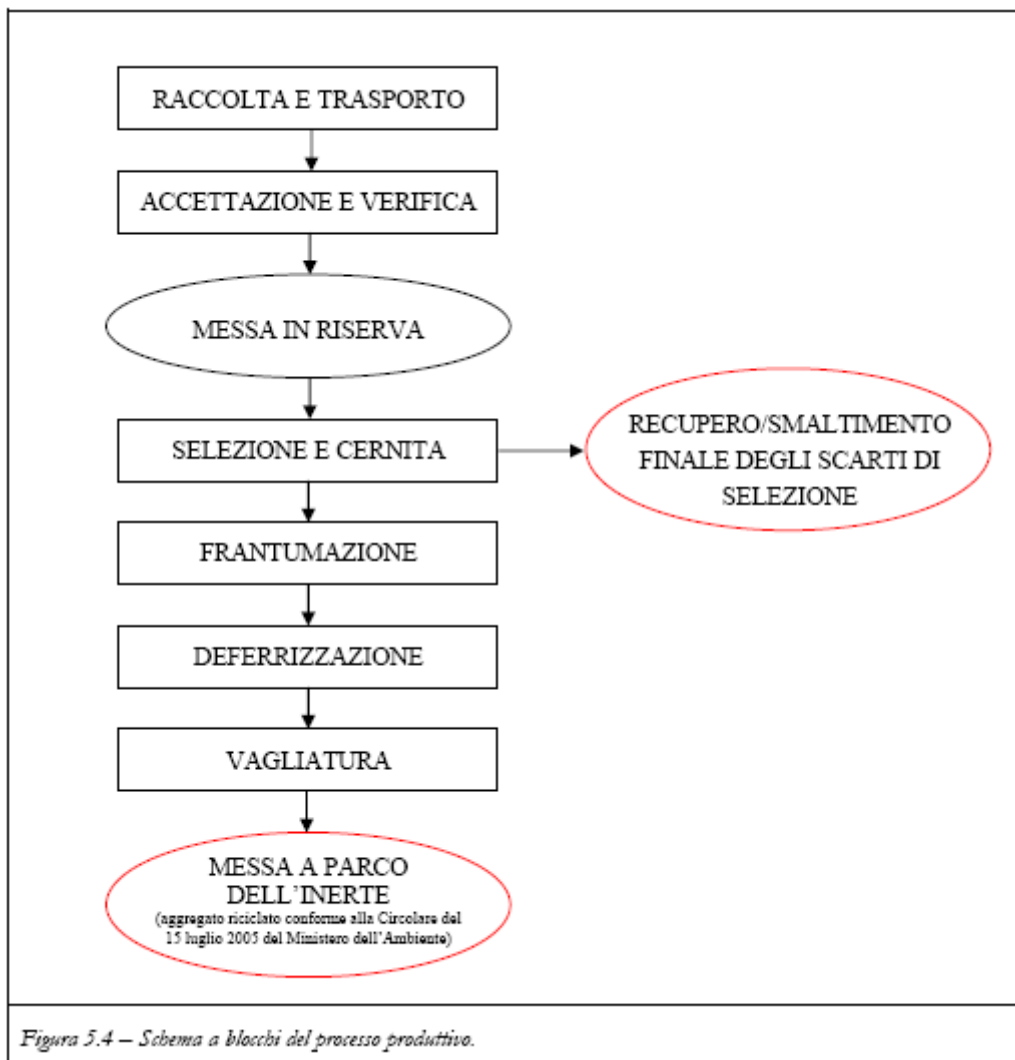 RACCOLTA E TRASPORTO
ACCETTAZIONE E VERIFICA
MESSA IN RISERVA
SELEZIONE E CERNITA
RECUPERO/SMALTIMENTO
FINALE DEGLI SCARTI DI
SELEZIONE
FRANTUMAZIONE
DEFERRIZZAZIONE
VAGLIATURA
MESSA A PARCO
DELL'INERTE
(aggregato riciclato conforme alla Circolare del
15 luglio 2005 del Ministero dell'Ambiente)
Figura 5.4 – Schema a blocchi del processo produttivo.